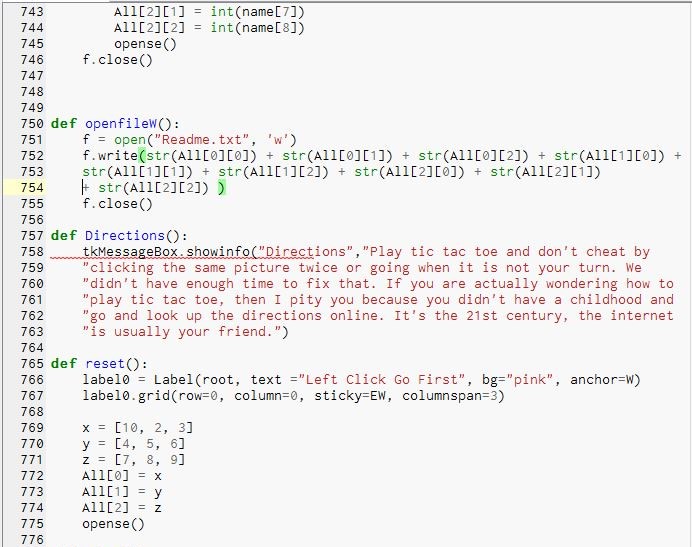 743         All[2][1] = int(name[7])
744         All[2][2] = int(name[8])
745         opense()
746     f.close()
747
748
749
750 def openfileW():
751     f = open("Readme.txt", 'w')
752     f.write(str(All[0][0]) + str(All[0][1]) + str(All[0][2]) + str(All[1][0]) +
753     str(All[1][1]) + str(All[1][2]) + str(All[2][0]) + str(All[2][1])
754     + str(All[2][2]) )
755     f.close()
756
757 def Directions():
758     tkMessageBox.showinfo("Directions","Play tic tac toe and don't cheat by
759     "clicking the same picture twice or going when it is not your turn. We
760     "didn't have enough time to fix that. If you are actually wondering how to
761     "play tic tac toe, then I pity you because you didn't have a childhood and
762     "go and look up the directions online. It's the 21st century, the internet
763     "is usually your friend.")
764
765 def reset():
766     label0 = Label(root, text ="Left Click Go First", bg="pink", anchor=W)
767     label0.grid(row=0, column=0, sticky=EW, columnspan=3)
768
769     x = [10, 2, 3]
770     y = [4, 5, 6]
771     z = [7, 8, 9]
772     All[0] = x
773     All[1] = y
774     All[2] = z
775     opense()
776